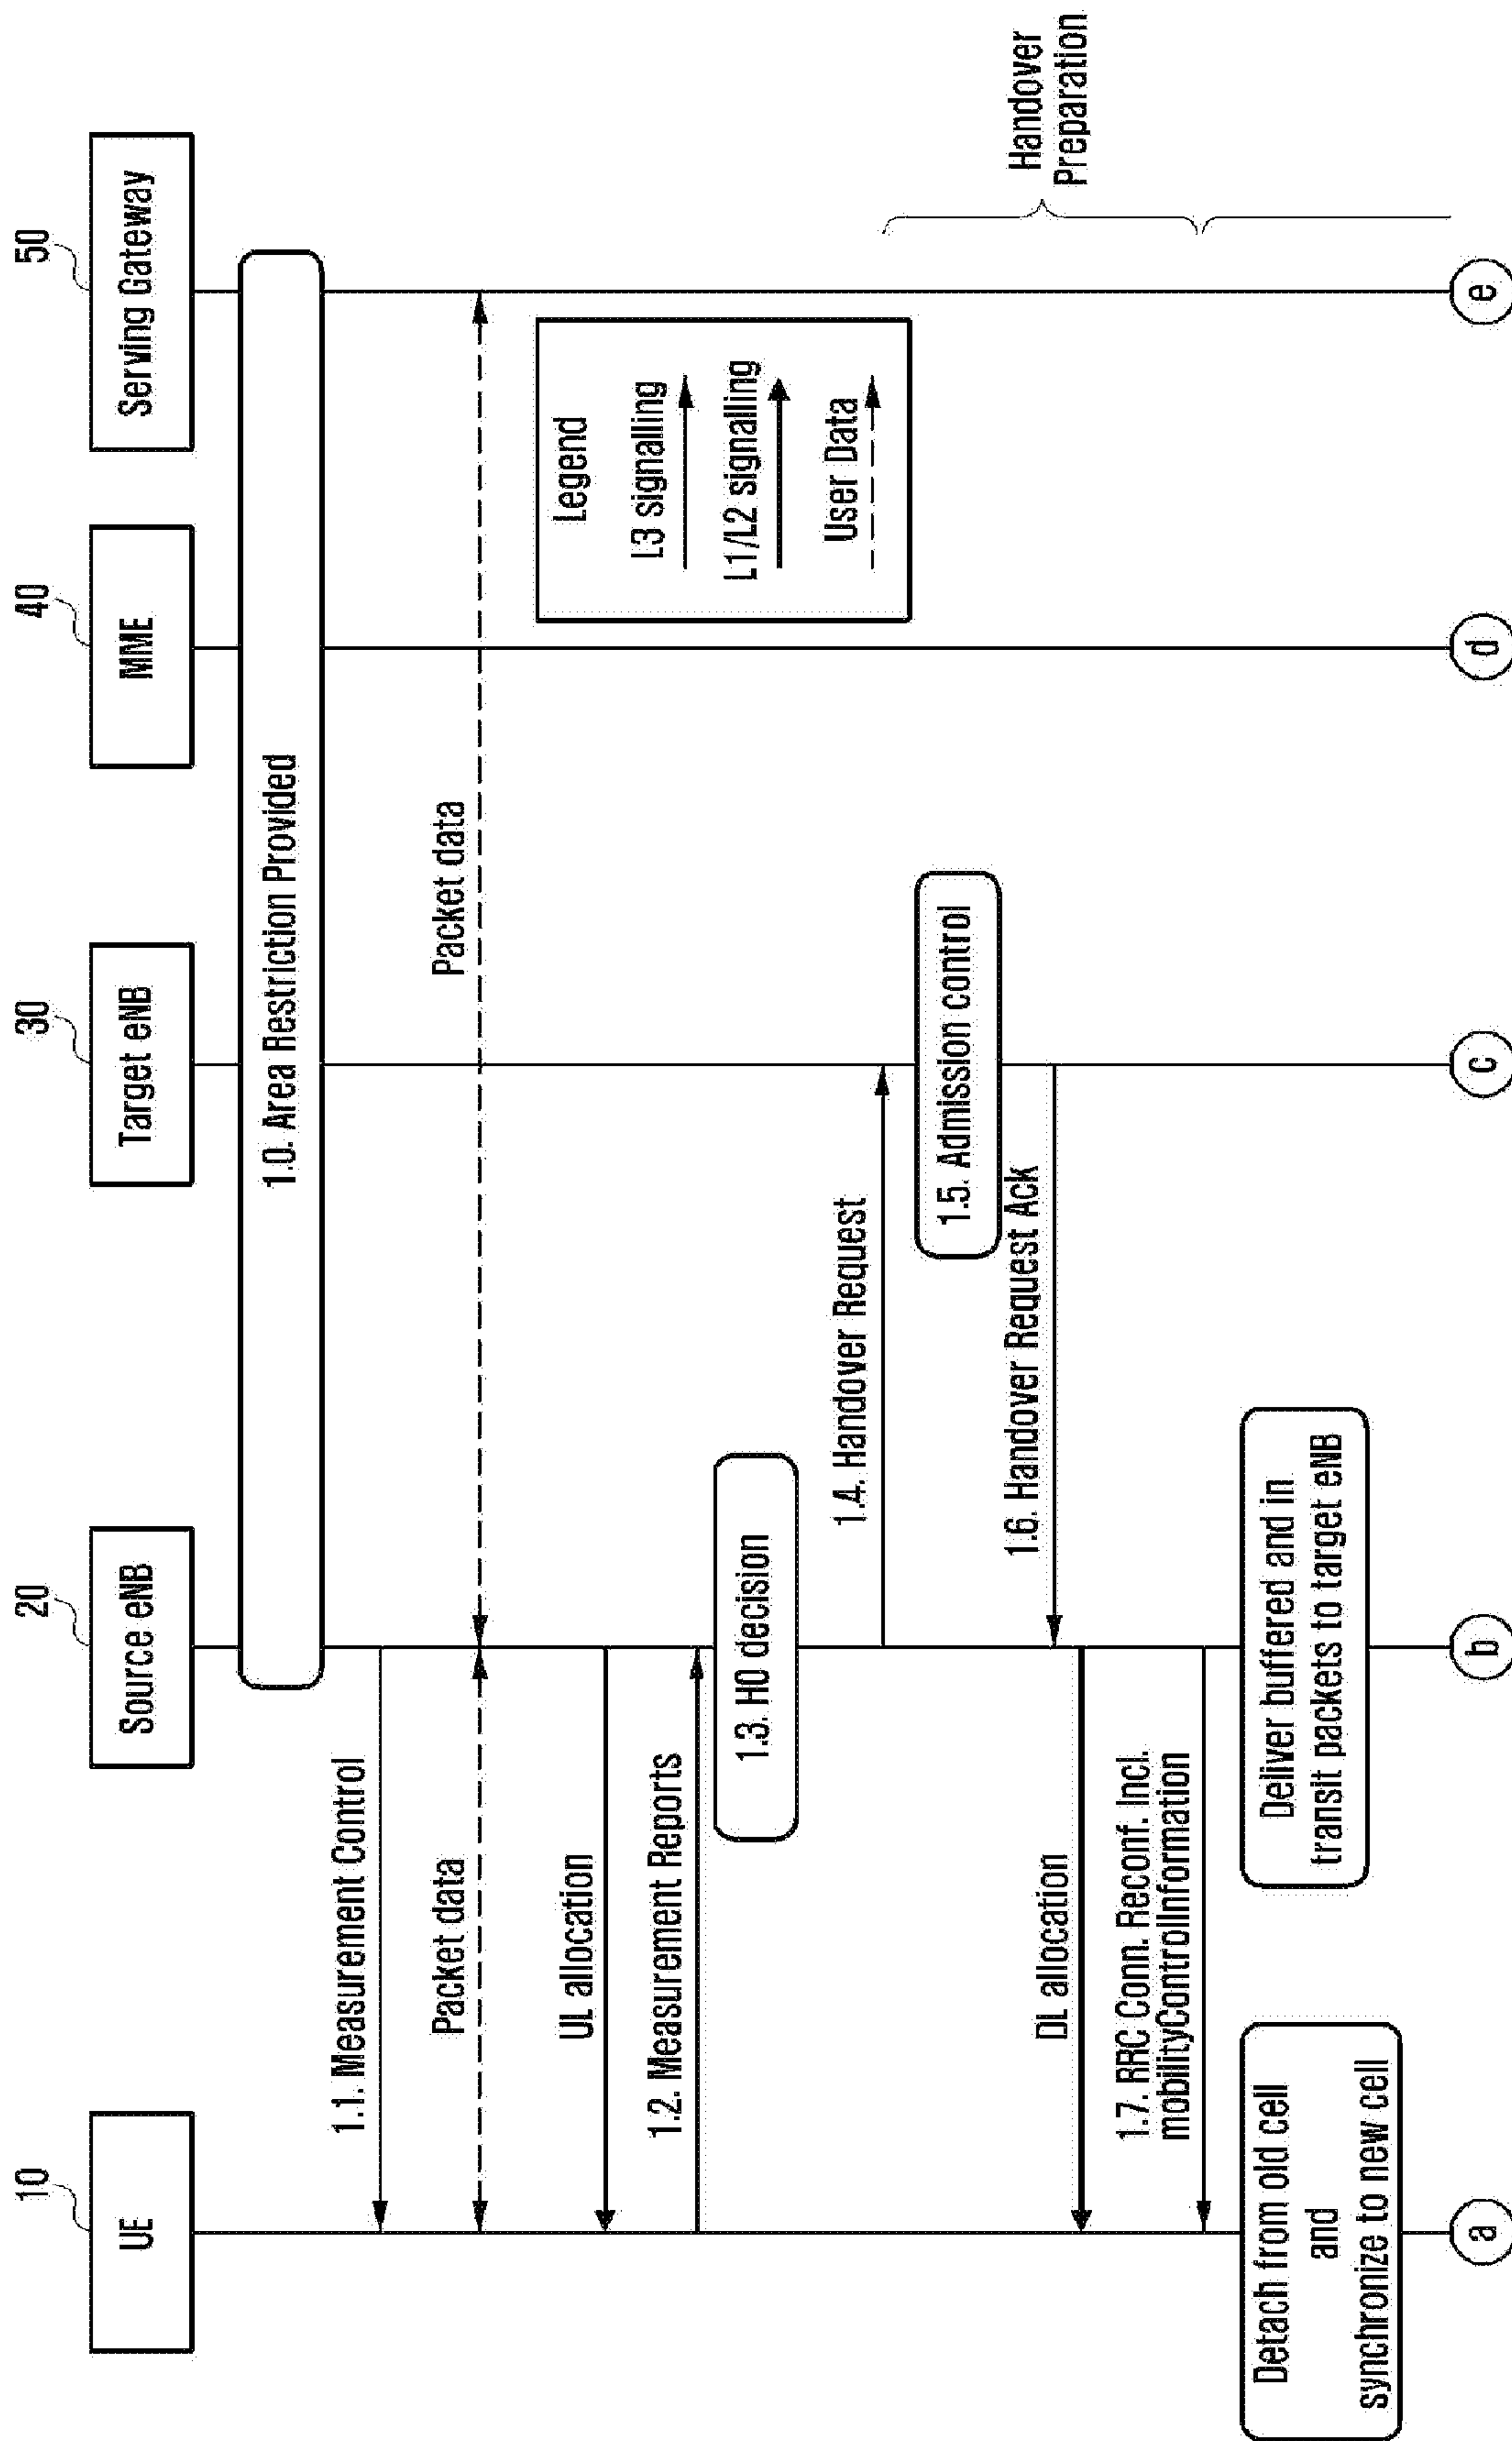 10
20
30
40
50
UE
Source eNB
Target eNB
MME
Serving Gateway
1.0. Area Restriction Provided
1.1. Measurement Control
Packet data
Packet data
UL allocation
1.2. Measurement Reports
1.3. HO decision
Legend
L3 signalling
L1/L2 signalling
User Data
1.4. Handover Request
1.5. Admission control
1.6. Handover Request Ack
DL allocation
1.7. RRC Conn. Reconf. Incl.
mobilityControlInformation
Handover
Preparation
Detach from old cell
and
synchronize to new cell
Deliver buffered and in
transit packets to target eNB
a
b
c
d
e